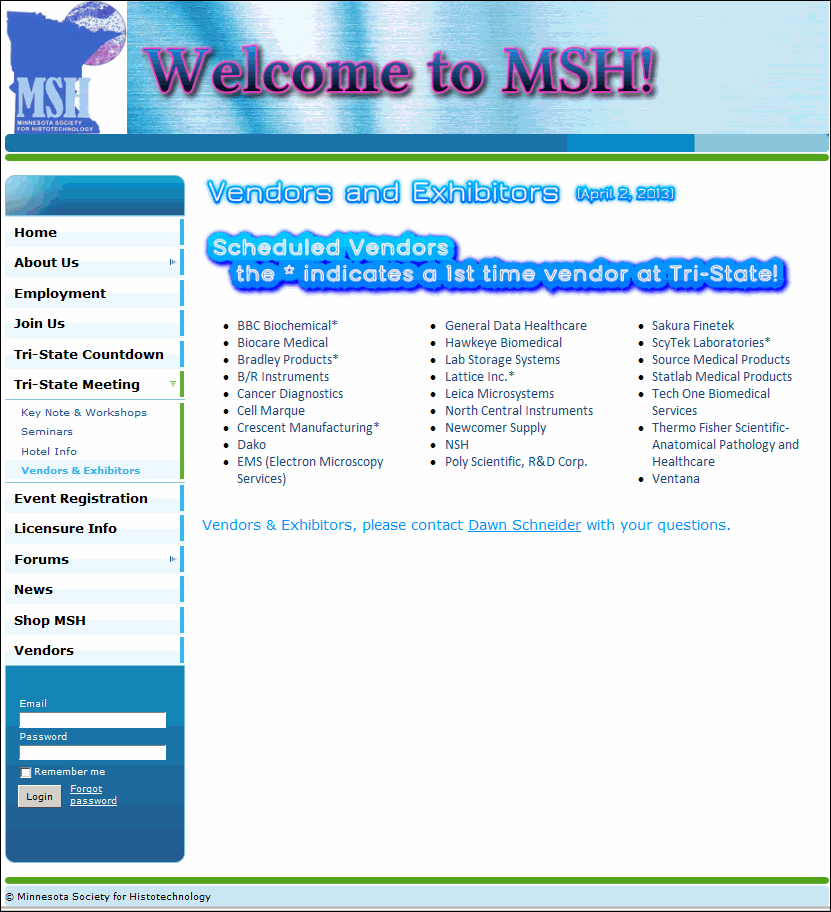 MSH
MINNESOTA SOCIETY
FOR HISTOTECHNOLOGY
Welcome to MSH!
Home
About Us
Employment
Join Us
Tri-State Countdown
Tri-State Meeting
Key Note & Workshops
Seminars
Hotel Info
Vendors & Exhibitors
Event Registration
Licensure Info
Forums
News
Shop MSH
Vendors
Email
Password
Remember me
Login
Forgot
password
Vendors and Exhibitors (April 2, 2013)
Scheduled Vendors
the * indicates a 1st time vendor at Tri-State!
BBC Biochemical*
Biocare Medical
Bradley Products*
B/R Instruments
Cancer Diagnostics
Cell Marque
Crescent Manufacturing*
Dako
EMS (Electron Microscopy
Services)
General Data Healthcare
Hawkeye Biomedical
Lab Storage Systems
Lattice Inc.*
Leica Microsystems
North Central Instruments
Newcomer Supply
NSH
Poly Scientific, R&D Corp.
Sakura Finetek
ScyTek Laboratories*
Source Medical Products
Statlab Medical Products
Tech One Biomedical
Services
Thermo Fisher Scientific-
Anatomical Pathology and
Healthcare
Ventana
Vendors & Exhibitors, please contact Dawn Schneider with your questions.
© Minnesota Society for Histotechnology